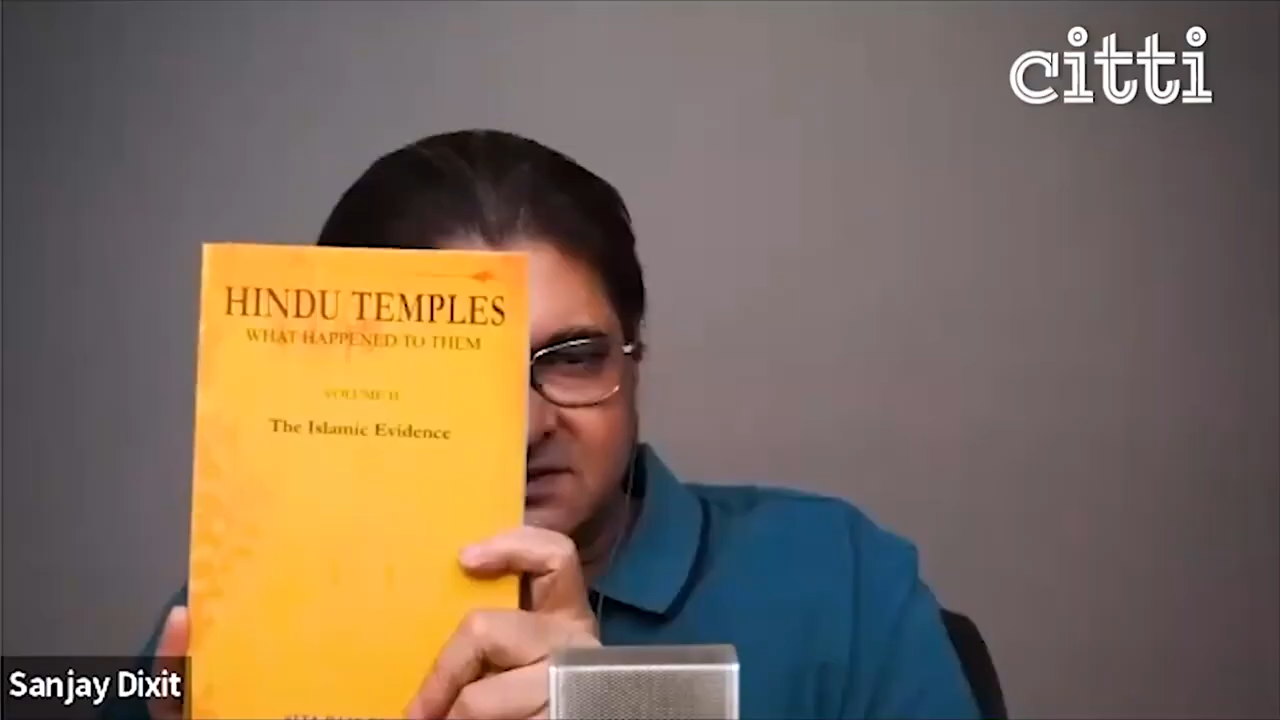 citti
HINDU TEMPLES
WHAT HAPPENED TO THEM
VOLUME II
The Islamic Evidence
Sanjay Dixit